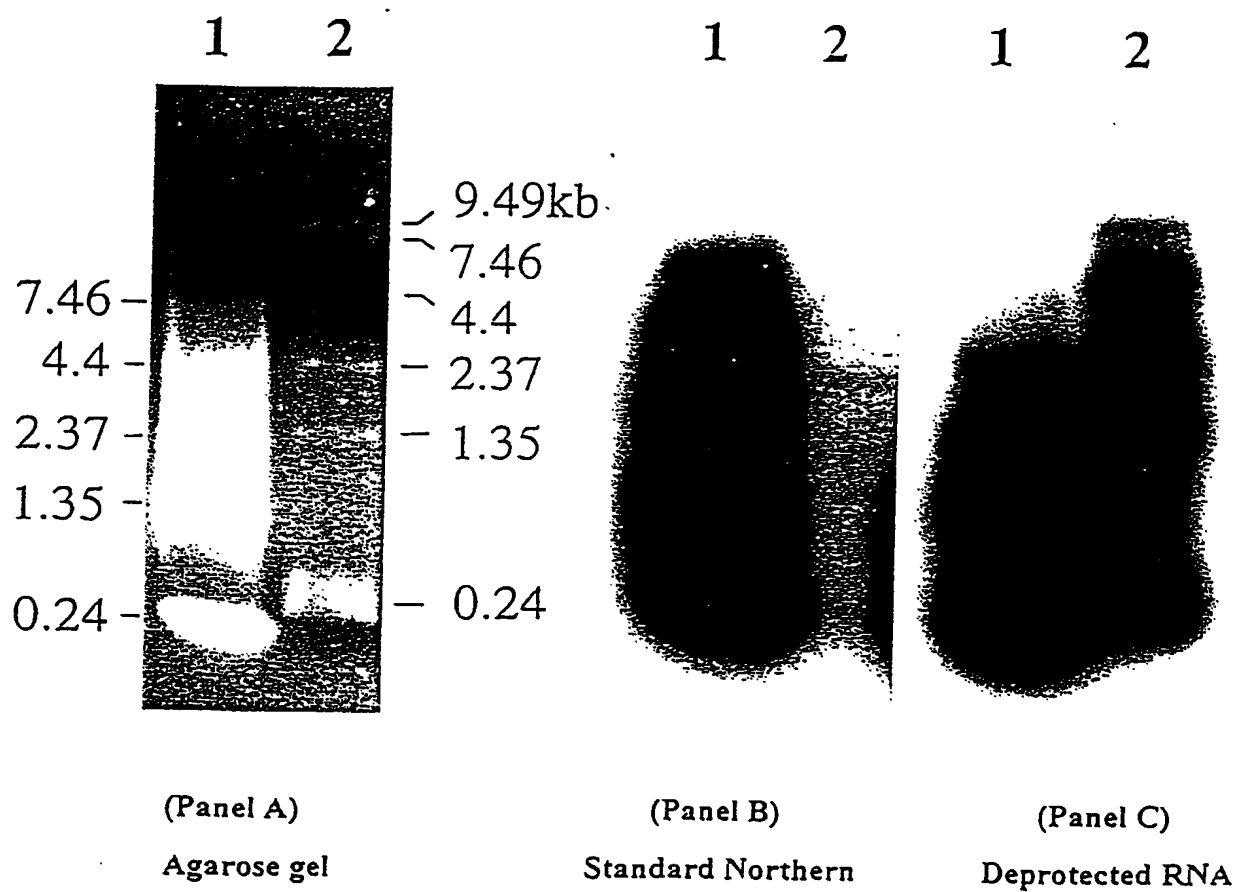 1 2
1 2
1 2
7.46
4.4
2.37
1.35
0.24
9.49kb
7.46
4.4
2.37
1.35
0.24
(Panel A)
Agarose gel
(Panel B)
Standard Northern
(Panel C)
Deprotected RNA